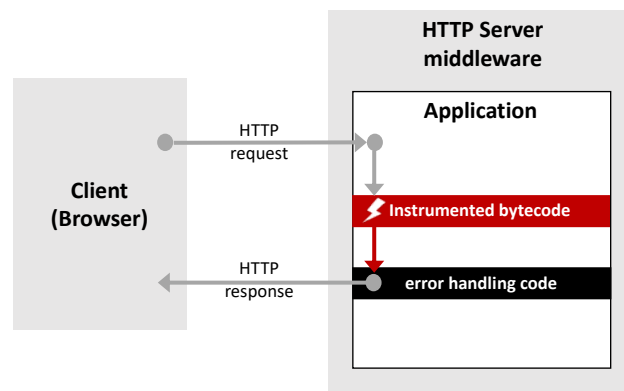 HTTP Server
middleware
Application
HTTP
request
Client
(Browser)
Instrumented bytecode
HTTP
response
error handling code